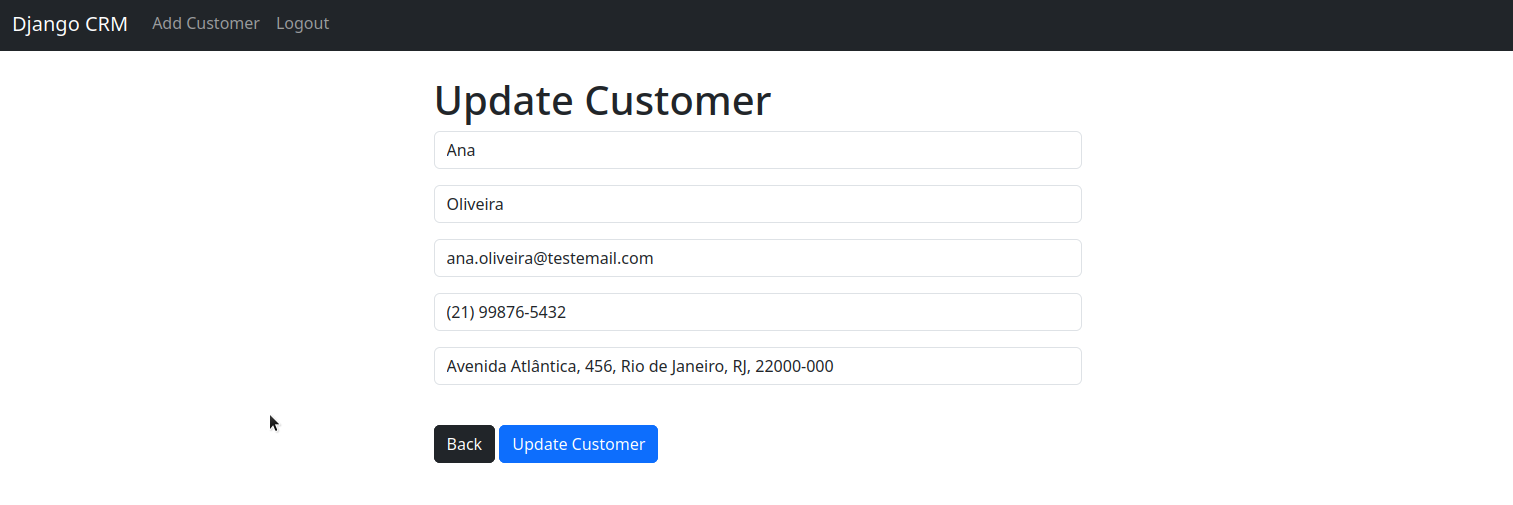 Django CRM Add Customer Logout
Update Customer
Ana
Oliveira
ana.oliveira@testemail.com
(21) 99876-5432
Avenida Atlântica, 456, Rio de Janeiro, RJ, 22000-000
Back Update Customer